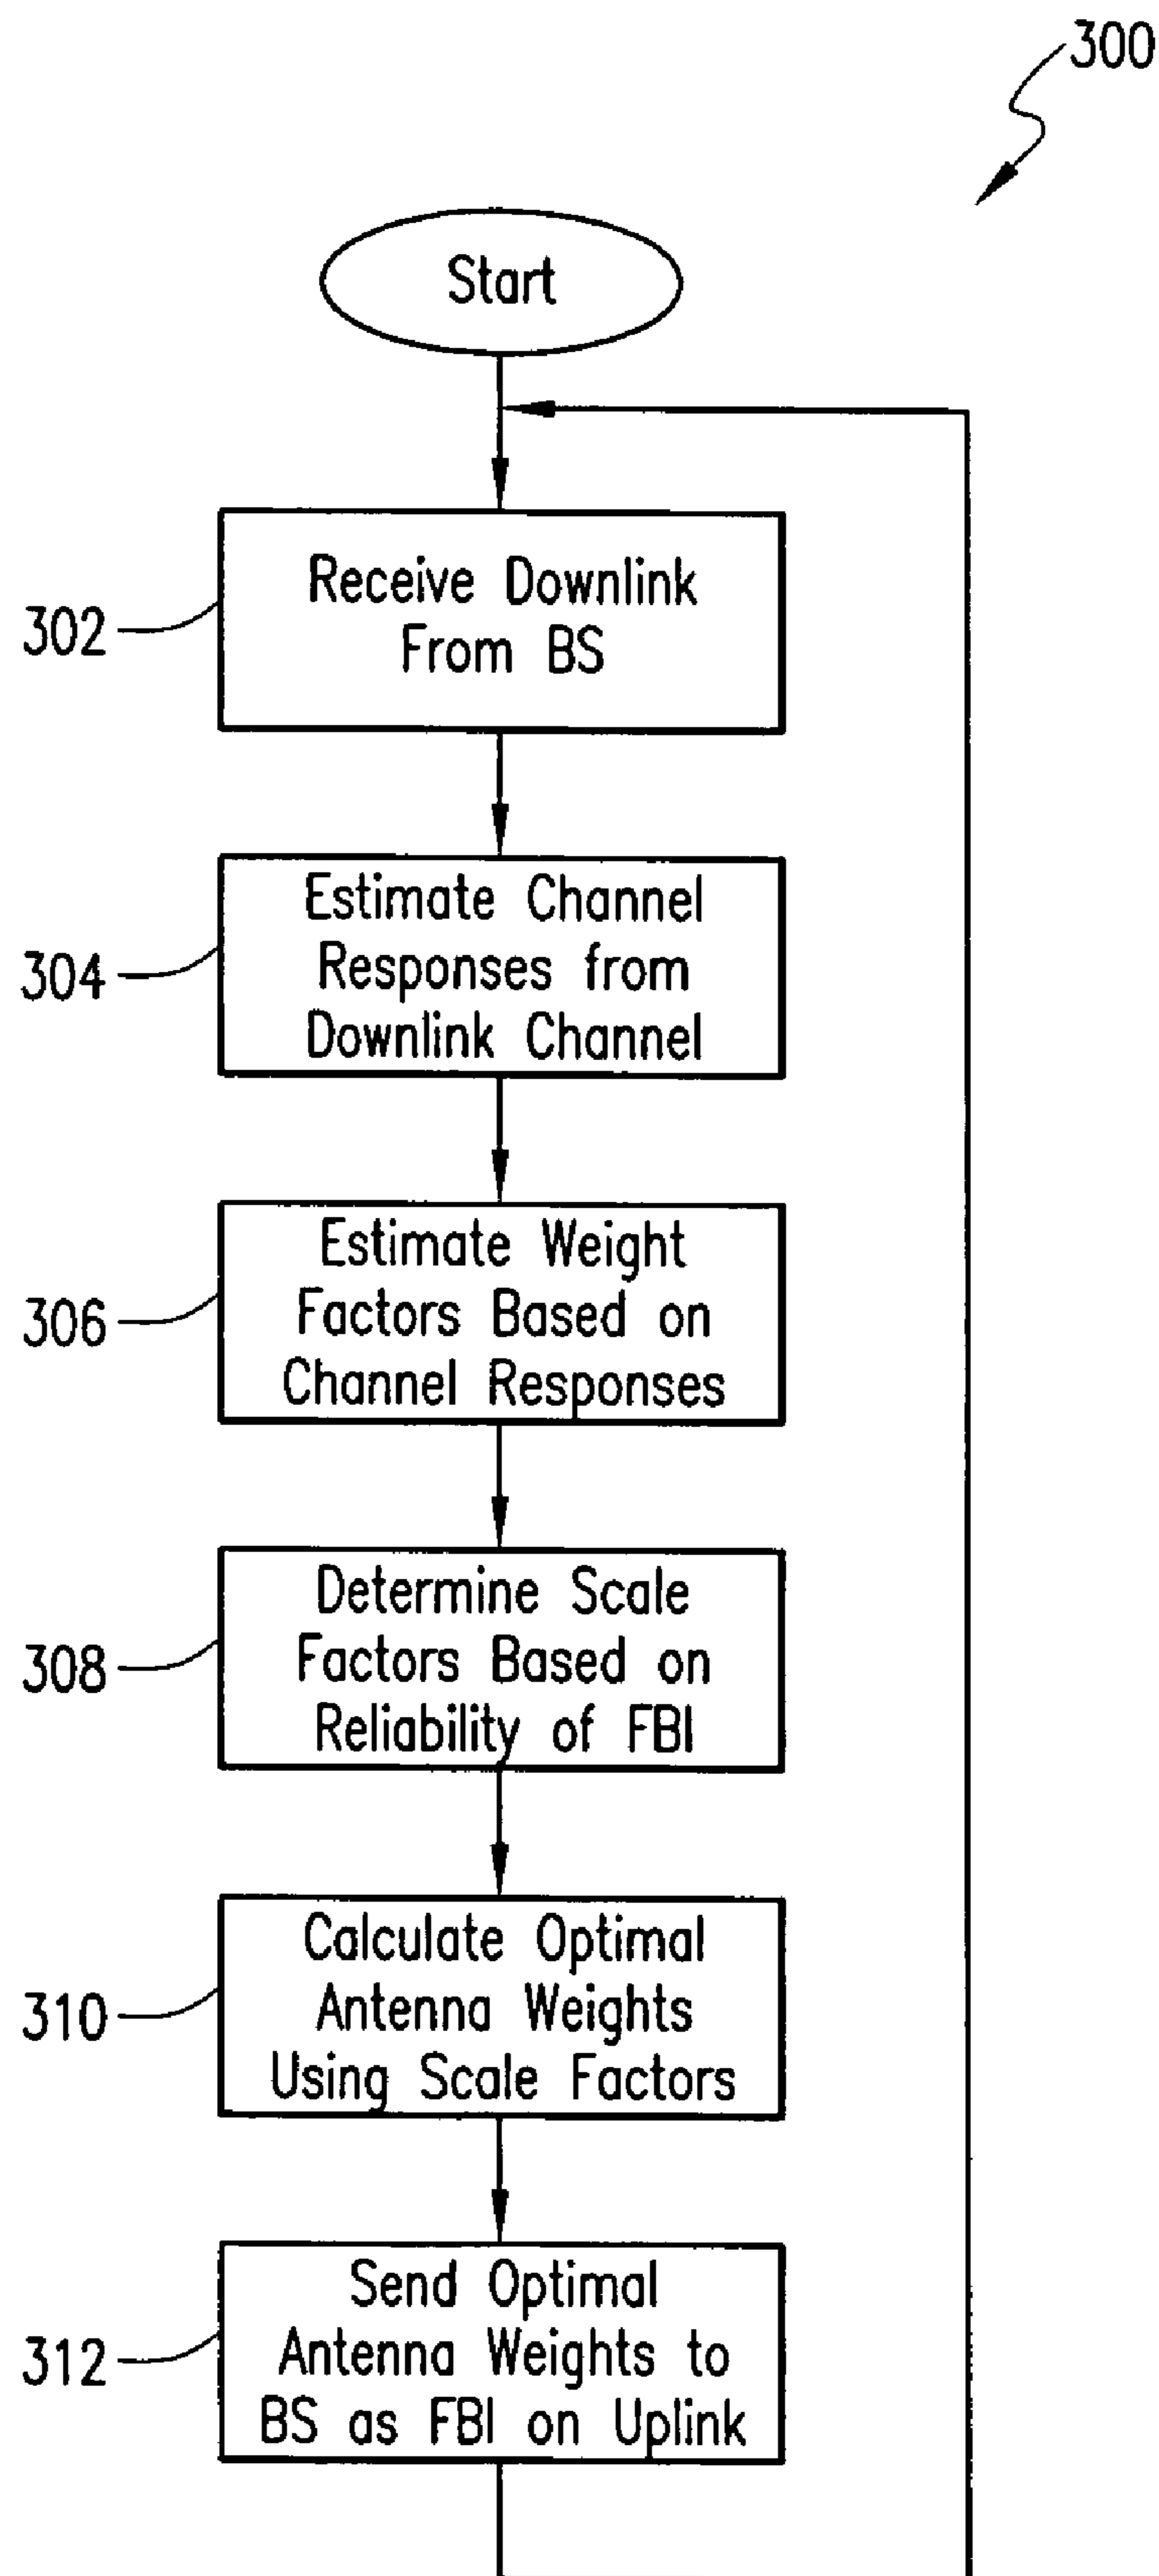 300
Start
302
Receive Downlink
From BS
304
Estimate Channel
Responses from
Downlink Channel
306
Estimate Weight
Factors Based on
Channel Responses
308
Determine Scale
Factors Based on
Reliability of FBI
310
Calculate Optimal
Antenna Weights
Using Scale Factors
312
Send Optimal
Antenna Weights to
BS as FBI on Uplink